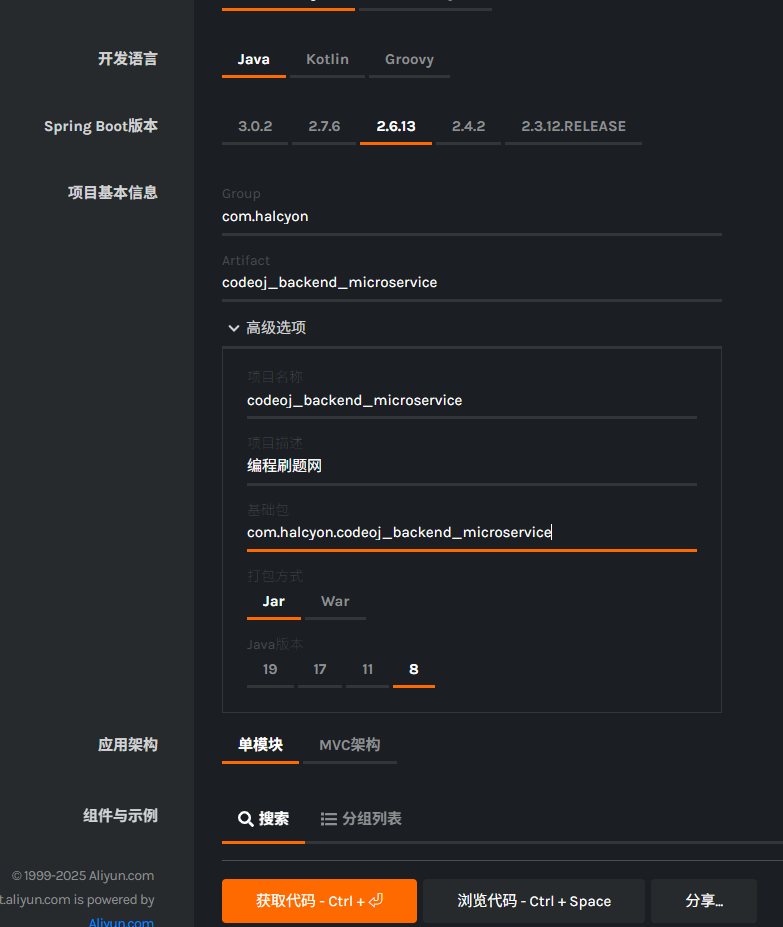 开发语言
Java Kotlin Groovy
Spring Boot版本
3.0.2 2.7.6 2.6.13 2.4.2 2.3.12.RELEASE
项目基本信息
Group
com.halcyon
Artifact
codeoj_backend_microservice
高级选项
项目名称
codeoj_backend_microservice
项目描述
编程刷题网
基础包
com.halcyon.codeoj_backend_microservice
打包方式
Jar War
Java版本
19 17 11 8
应用架构
单模块 MVC架构
组件与示例
搜索 分组列表
© 1999-2025 Aliyun.com
t.aliyun.com is powered by
Aliyun.com
获取代码 - Ctrl + ⏎ 浏览代码 - Ctrl + Space 分享...